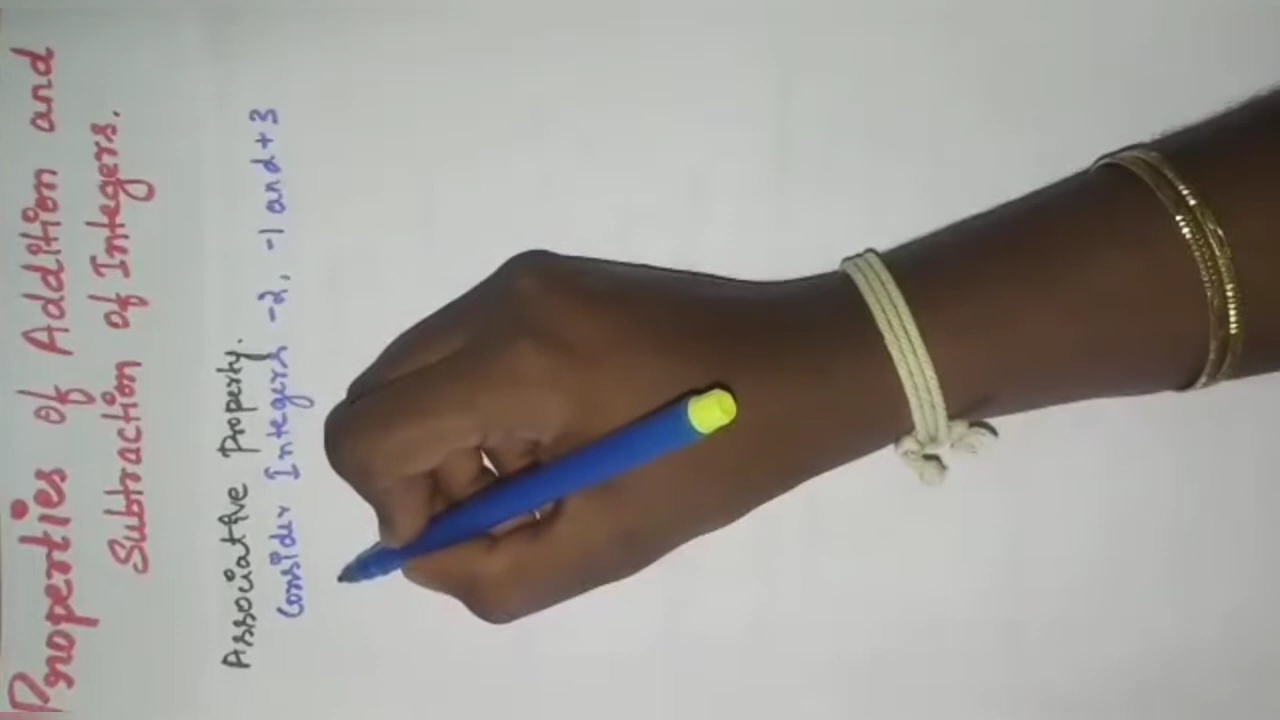 Properties of Addition and
Subtraction of Integers.
Associative Property.
Consider Integers -2, -1 and +3